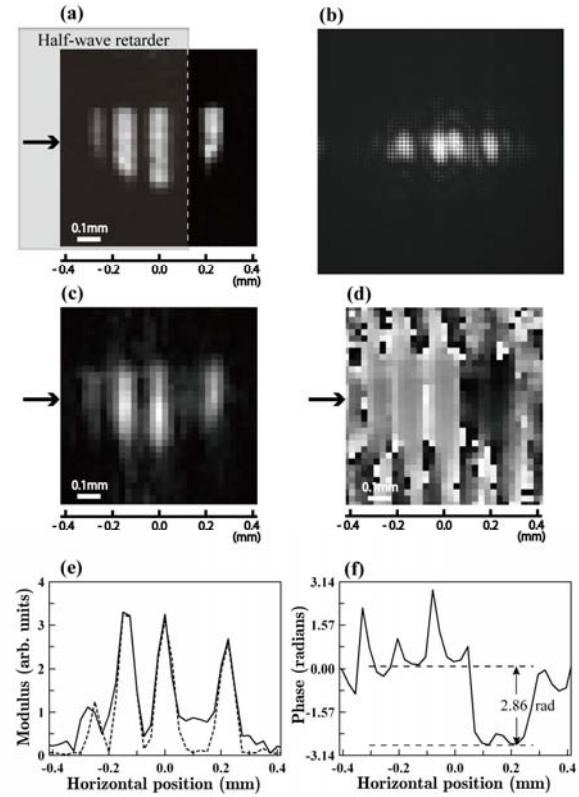 (a)
(b)
Half-wave retarder
0.1mm
-0.4 -0.2 0.0 0.2 0.4
(mm)
(c)
(d)
0.1mm
0.1mm
-0.4 -0.2 0.0 0.2 0.4
(mm)
-0.4 -0.2 0.0 0.2 0.4
(mm)
(e)
Modulus (arb. units)
4
3
2
1
0
-0.4 -0.2 0.0 0.2 0.4
Horizontal position (mm)
(f)
Phase (radians)
3.14
1.57
0.00
-1.57
-3.14
2.86 rad
-0.4 -0.2 0.0 0.2 0.4
Horizontal position (mm)